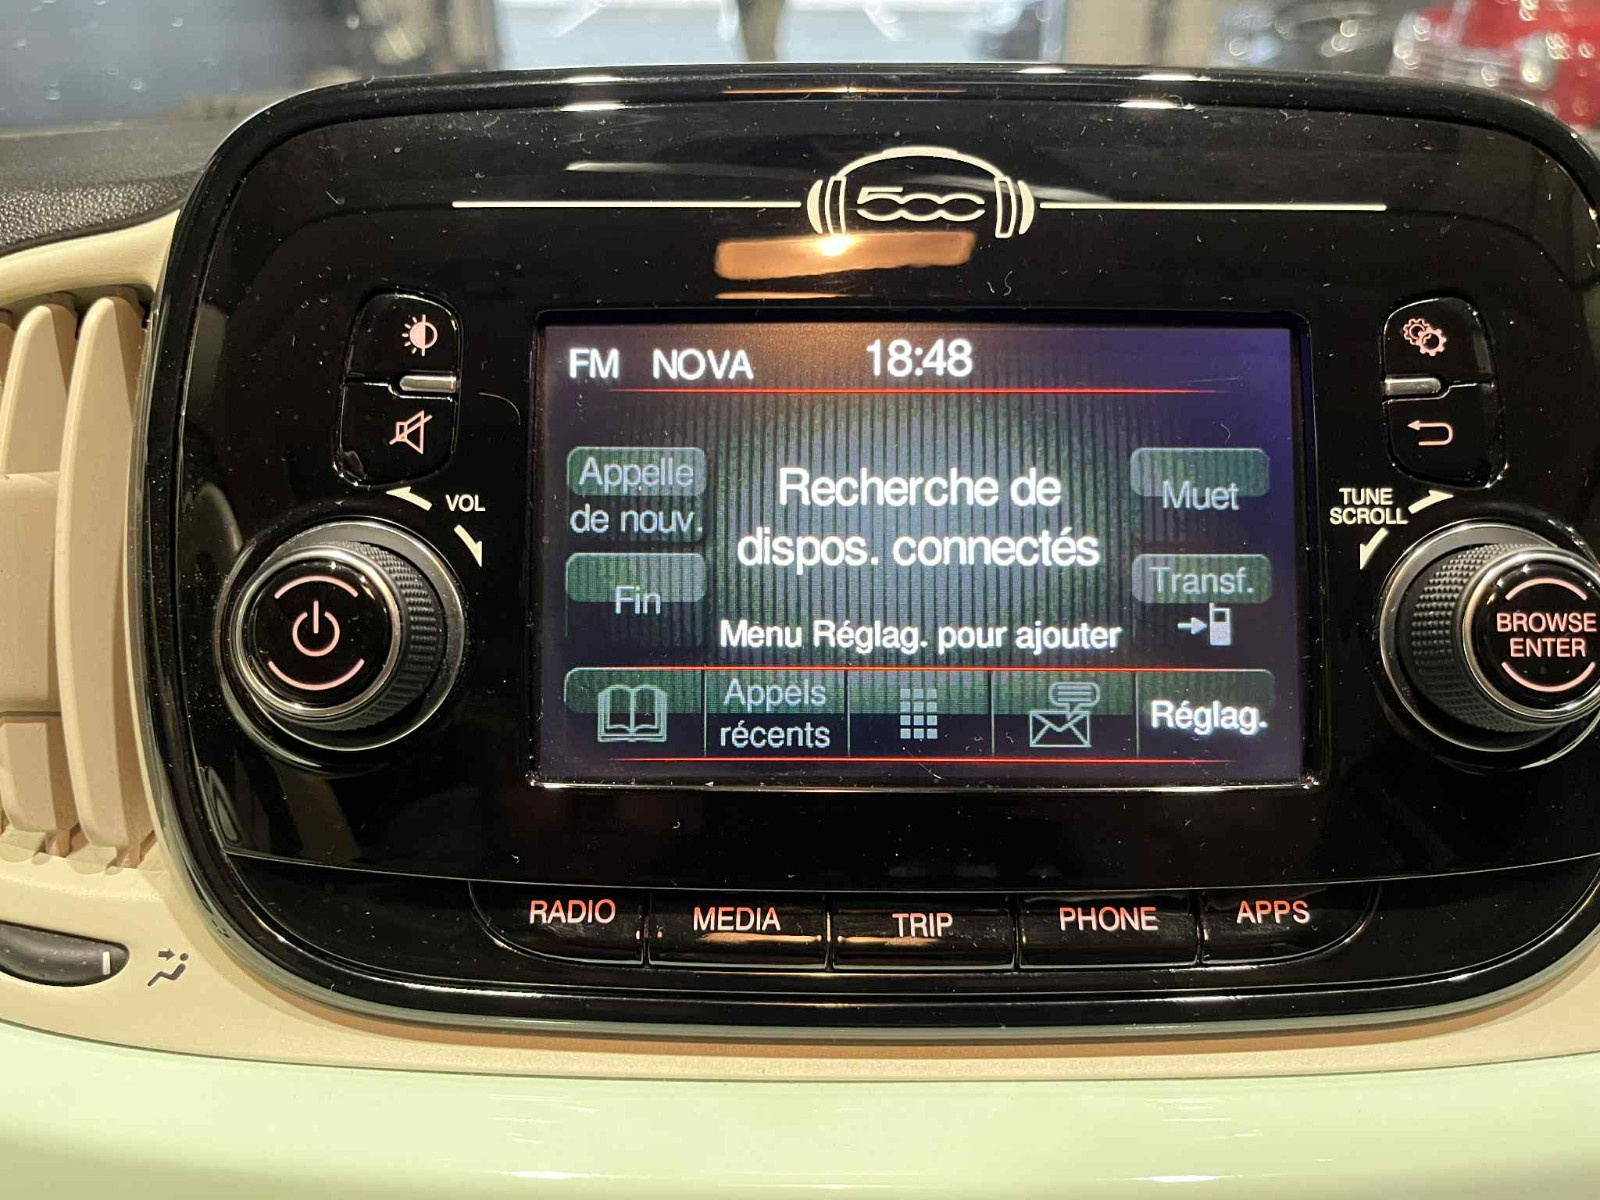 500
FM NOVA 18:48
VOL
TUNE
SCROLL
Appelle
de nouv.
Recherche de
dispos. connectés
Muet
Fin
Transf.
Menu Réglag. pour ajouter
BROWSE
ENTER
Appels
récents
Réglag.
RADIO MEDIA TRIP PHONE APPS